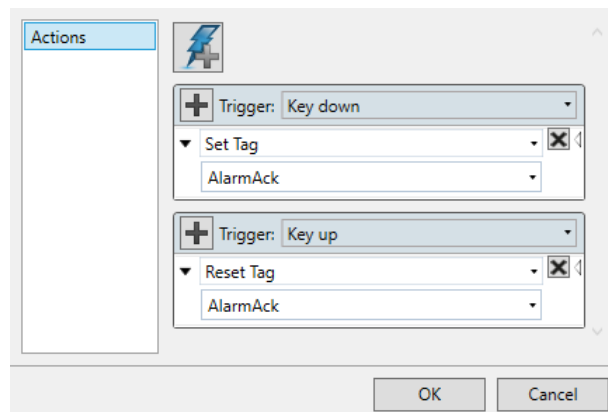 Actions
Trigger: Key down
Set Tag
AlarmAck
Trigger: Key up
Reset Tag
AlarmAck
OK Cancel